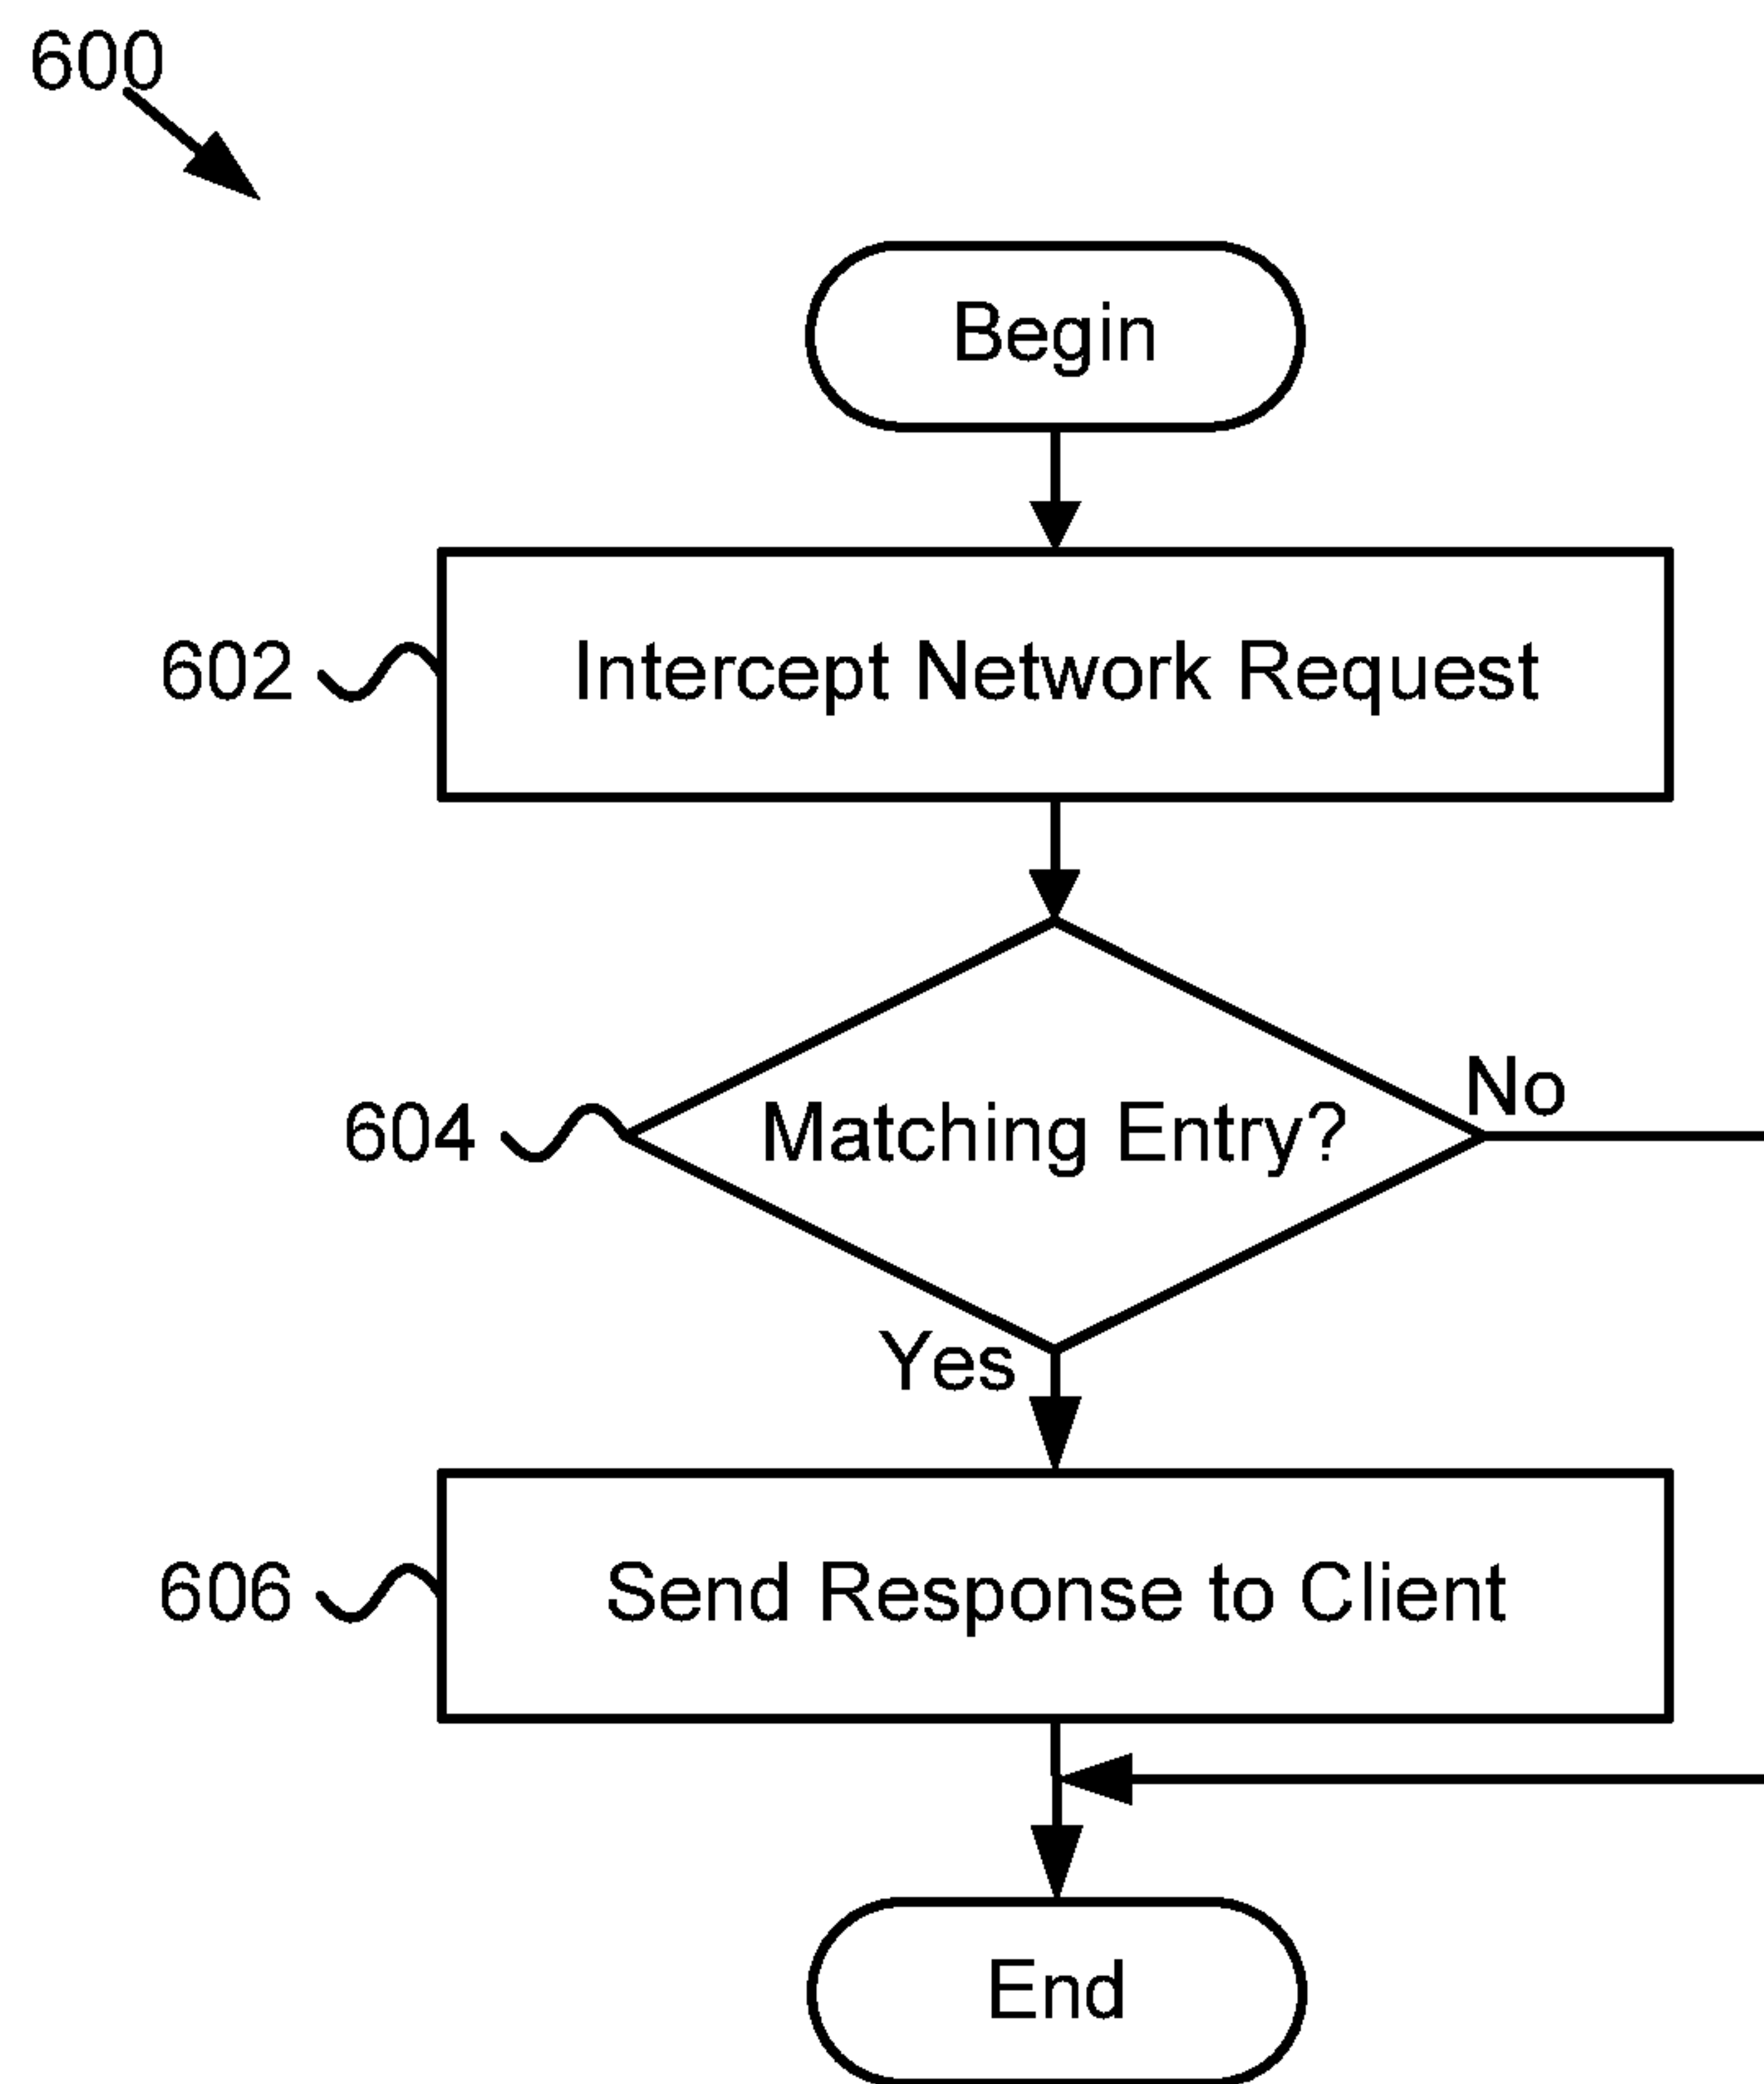 600
Begin
602
Intercept Network Request
604
Matching Entry?
No
Yes
606
Send Response to Client
End